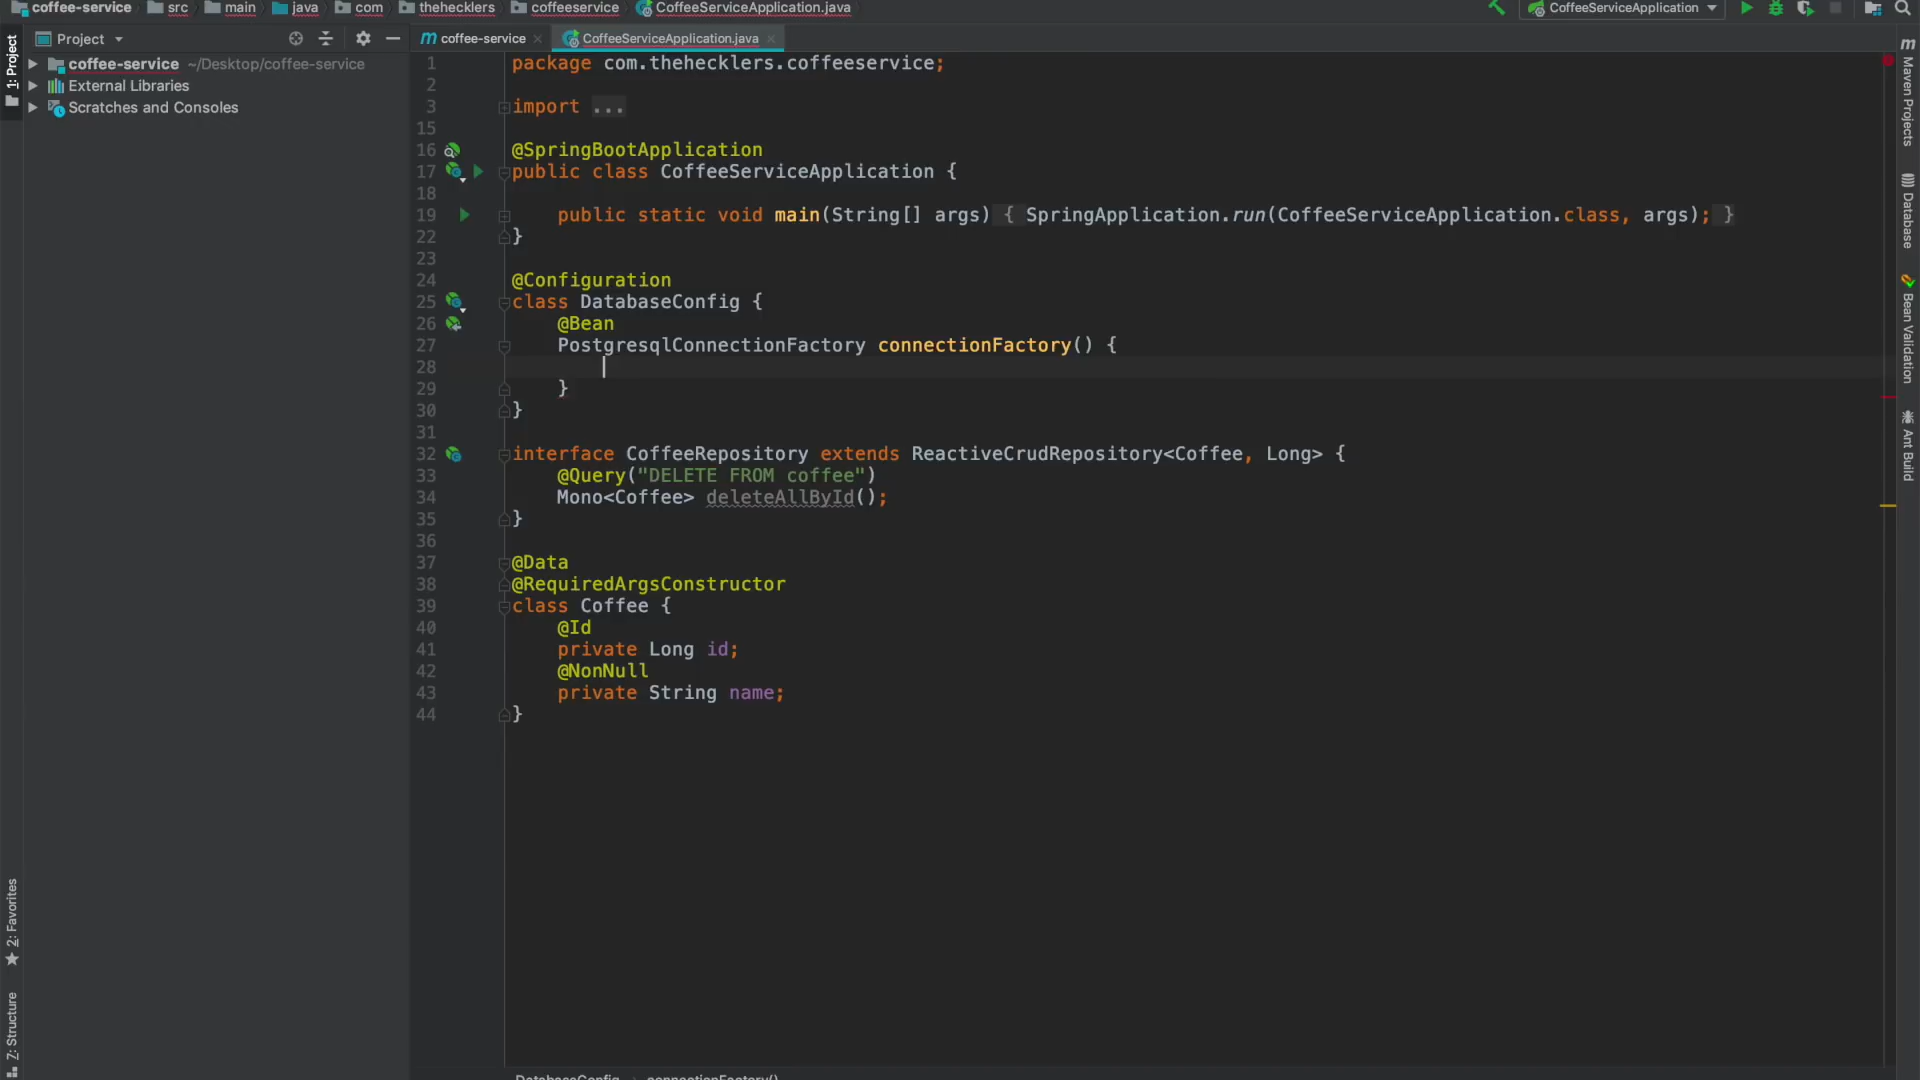 coffee-service src main java com thehecklers coffeeservice CoffeeServiceApplication.java CoffeeServiceApplication
Project coffee-service CoffeeServiceApplication.java
1: Project
coffee-service ~/Desktop/coffee-service
External Libraries
Scratches and Consoles
2: Favorites
Z: Structure
1 package com.thehecklers.coffeeservice;
2
3 import ...
15
16 @SpringBootApplication
17 public class CoffeeServiceApplication {
18
19 public static void main(String[] args) { SpringApplication.run(CoffeeServiceApplication.class, args); }
22 }
23
24 @Configuration
25 class DatabaseConfig {
26 @Bean
27 PostgresqlConnectionFactory connectionFactory() {
28
29 }
30 }
31
32 interface CoffeeRepository extends ReactiveCrudRepository<Coffee, Long> {
33 @Query("DELETE FROM coffee")
34 Mono<Coffee> deleteAllById();
35 }
36
37 @Data
38 @RequiredArgsConstructor
39 class Coffee {
40 @Id
41 private Long id;
42 @NonNull
43 private String name;
44 }
DatabaseConfig › connectionFactory()
m Maven Projects
Database
Bean Validation
Ant Build